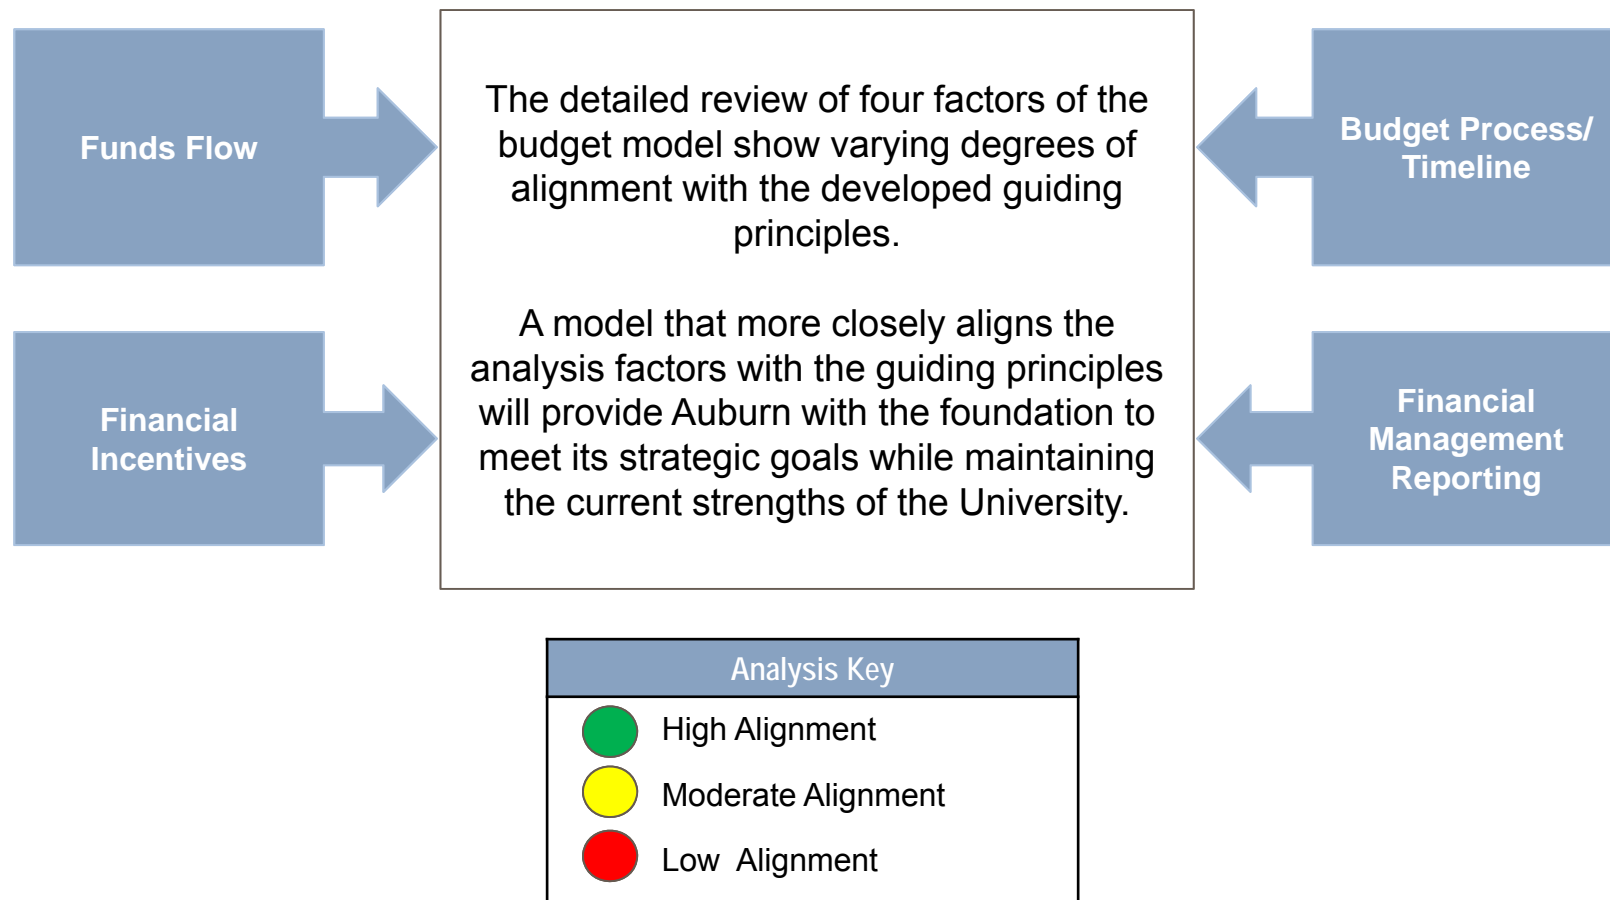 Funds Flow
Financial
Incentives
The detailed review of four factors of the
budget model show varying degrees of
alignment with the developed guiding
principles.
A model that more closely aligns the
analysis factors with the guiding principles
will provide Auburn with the foundation to
meet its strategic goals while maintaining
the current strengths of the University.
Budget Process/
Timeline
Financial
Management
Reporting
Analysis Key
High Alignment
Moderate Alignment
Low Alignment